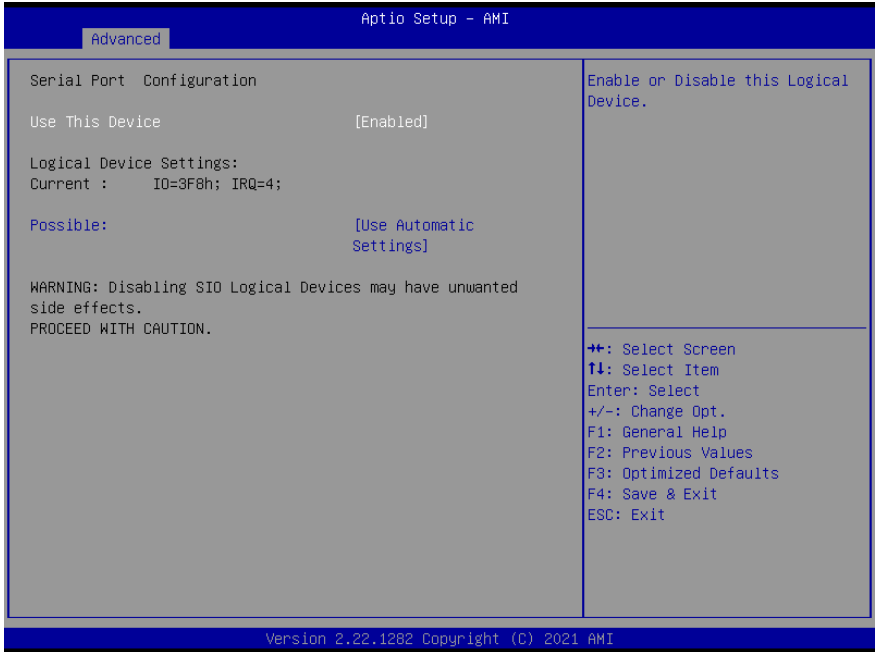 Aptio Setup – AMI
Advanced
Serial Port  Configuration
Use This Device [Enabled]
Logical Device Settings:
Current : IO=3F8h; IRQ=4;
Possible: [Use Automatic
Settings]
WARNING: Disabling SIO Logical Devices may have unwanted
side effects.
PROCEED WITH CAUTION.
Enable or Disable this Logical
Device.
→←: Select Screen
↑↓: Select Item
Enter: Select
+/-: Change Opt.
F1: General Help
F2: Previous Values
F3: Optimized Defaults
F4: Save & Exit
ESC: Exit
Version 2.22.1282 Copyright (C) 2021 AMI